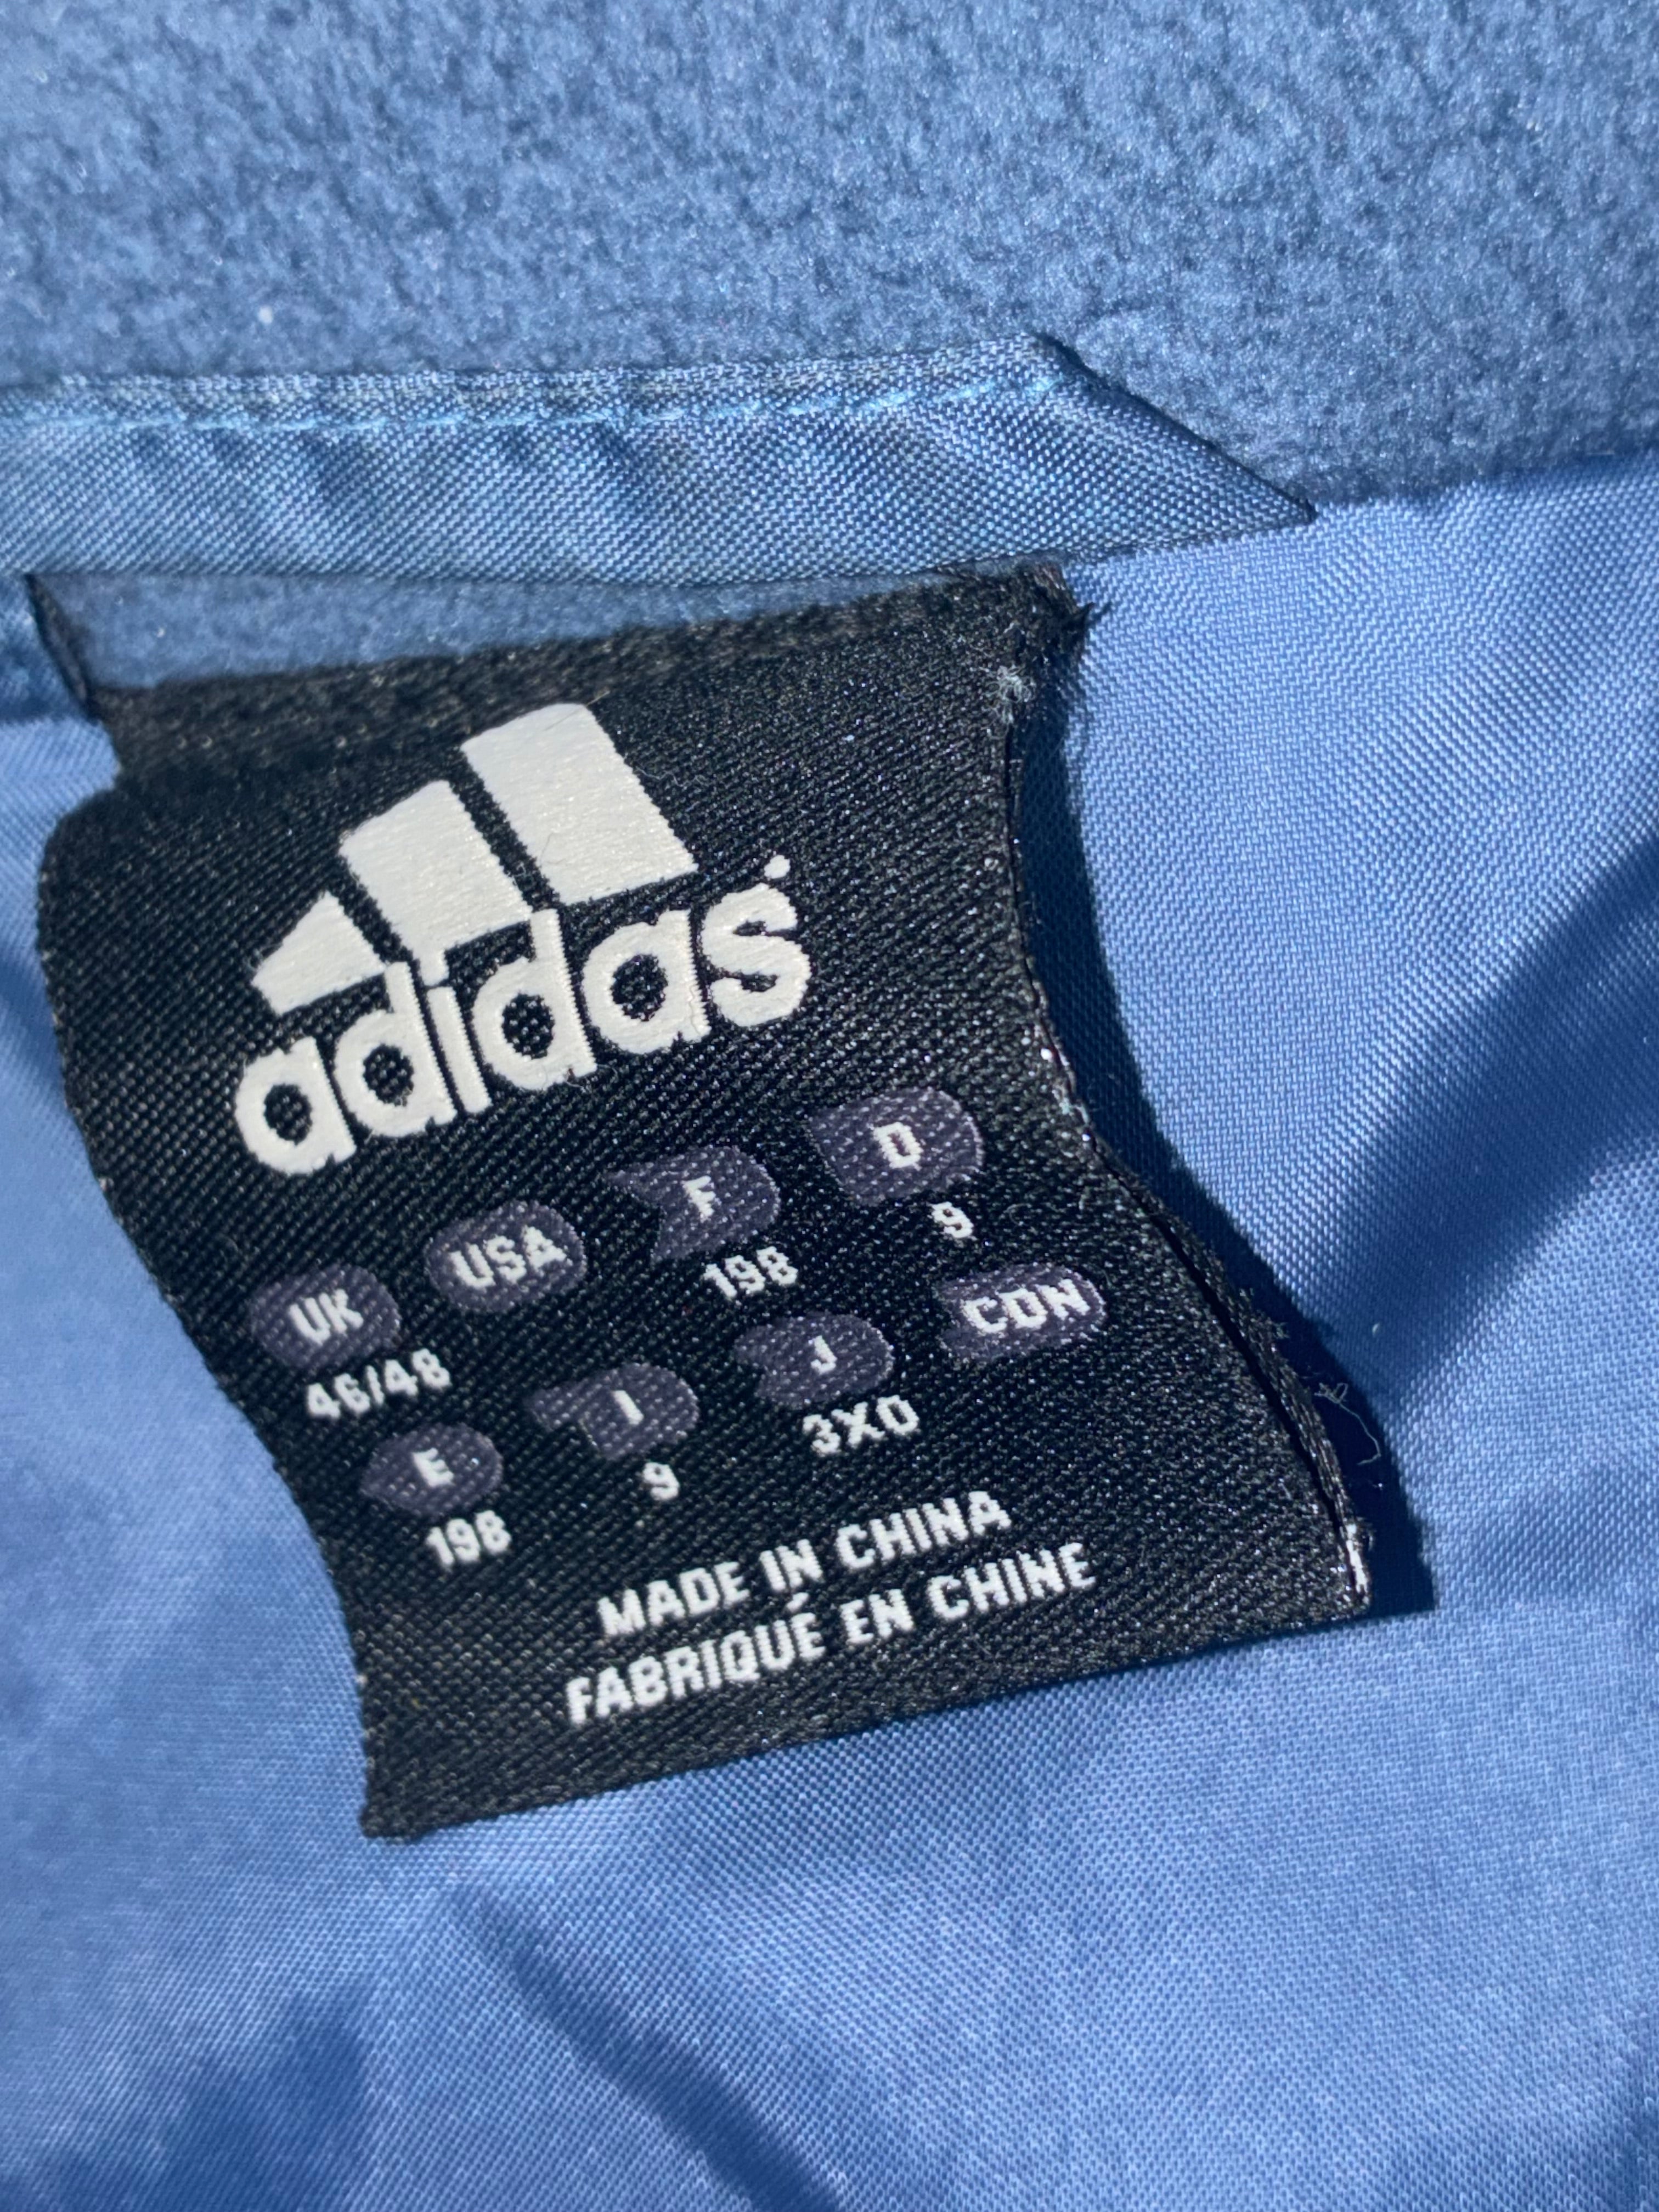 adidas
UK USA F D
46/48 198 9
E I J CDN
198 9 3XO
MADE IN CHINA
FABRIQUÉ EN CHINE